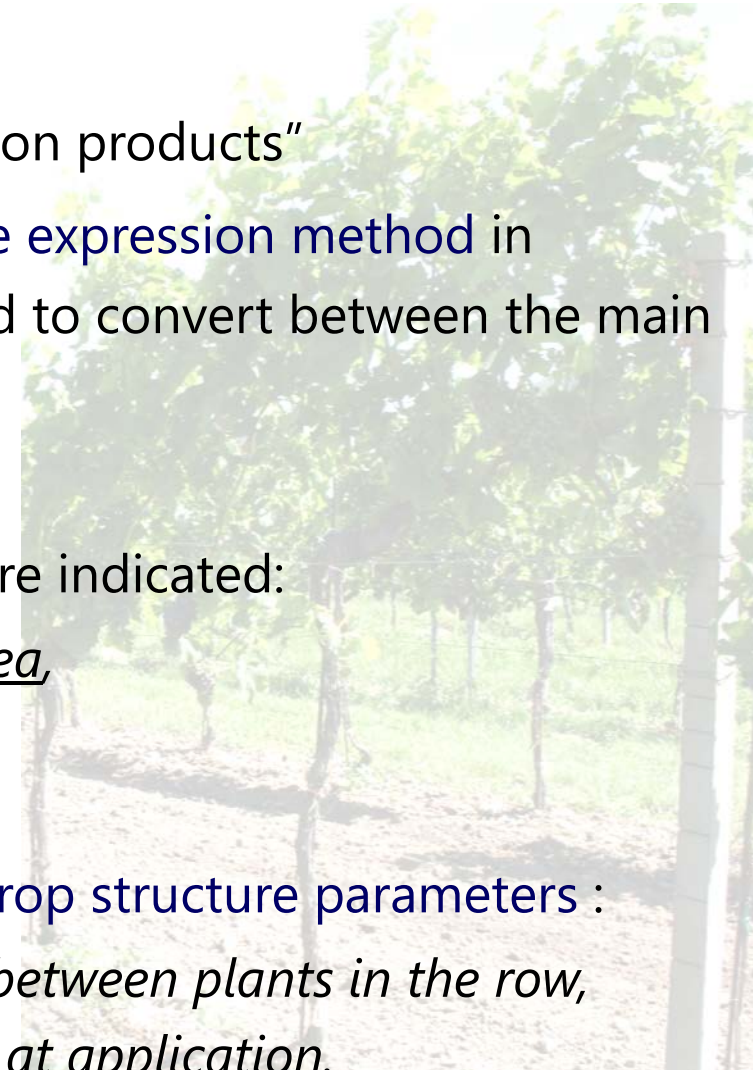 on products”
e expression method in
d to convert between the main
re indicated:
ea,
rop structure parameters :
between plants in the row,
at application.